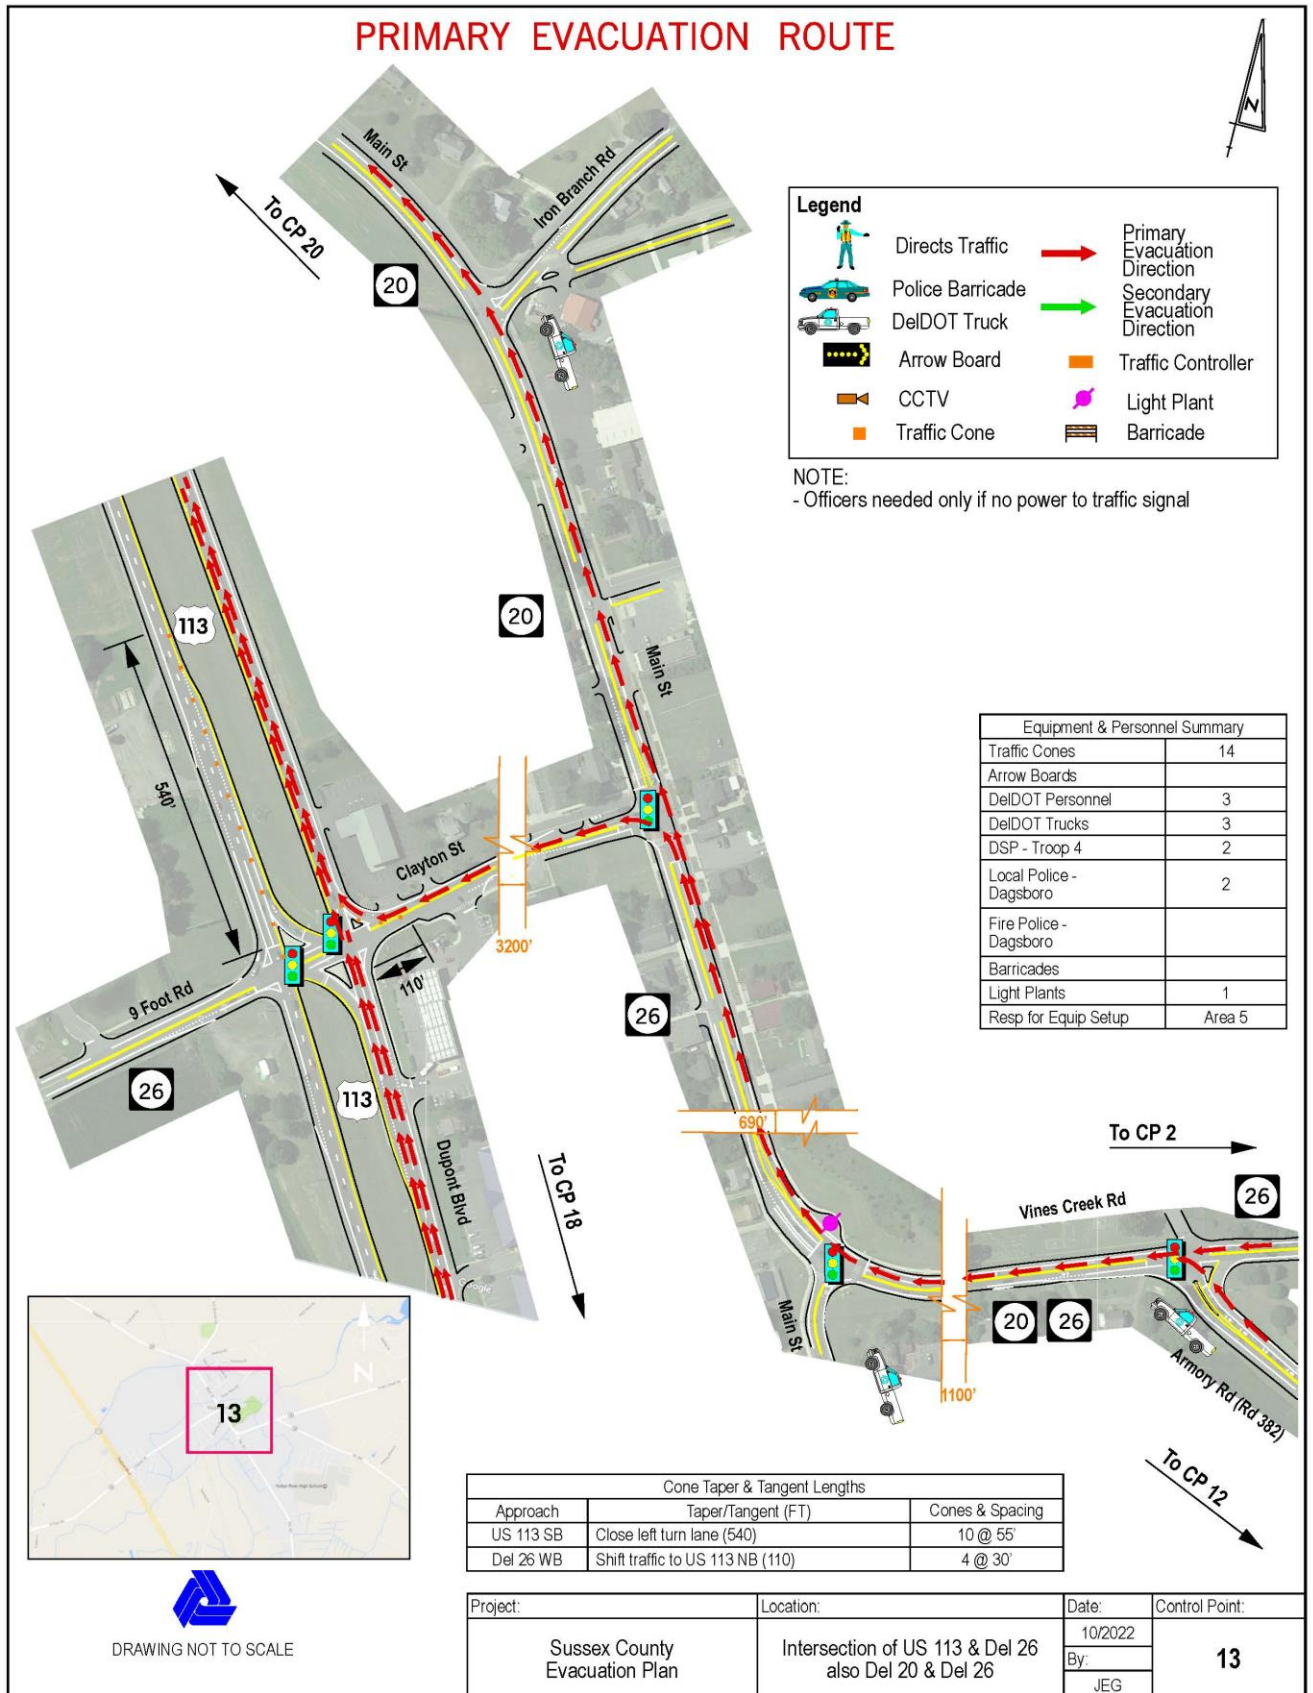 PRIMARY EVACUATION ROUTE
N
Main St
Iron Branch Rd
To CP 20
20
Legend
Directs Traffic
Police Barricade
DelDOT Truck
Arrow Board
CCTV
Traffic Cone
Primary
Evacuation
Direction
Secondary
Evacuation
Direction
Traffic Controller
Light Plant
Barricade
NOTE:
- Officers needed only if no power to traffic signal
113
20
Main St
540'
Clayton St
3200'
110'
9 Foot Rd
26
26
113
Dupont Blvd
To CP 18
690'
Equipment & Personnel Summary
Traffic Cones 14
Arrow Boards
DelDOT Personnel 3
DelDOT Trucks 3
DSP - Troop 4 2
Local Police -
Dagsboro 2
Fire Police -
Dagsboro
Barricades
Light Plants 1
Resp for Equip Setup Area 5
To CP 2
Vines Creek Rd
26
Main St
20
26
1100'
Armory Rd (Rd 382)
To CP 12
N
13
Cone Taper & Tangent Lengths
Approach Taper/Tangent (FT) Cones & Spacing
US 113 SB Close left turn lane (540) 10 @ 55'
Del 26 WB Shift traffic to US 113 NB (110) 4 @ 30'
DRAWING NOT TO SCALE
Project:
Sussex County
Evacuation Plan
Location:
Intersection of US 113 & Del 26
also Del 20 & Del 26
Date:
10/2022
By:
JEG
Control Point:
13